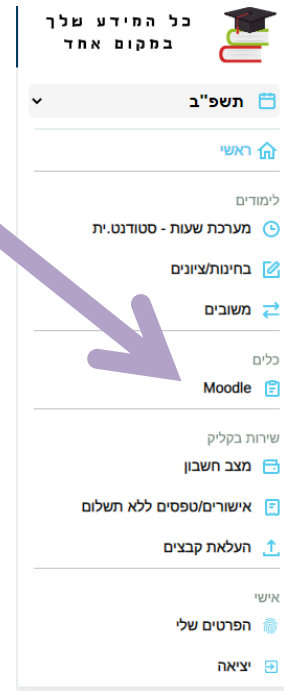 כל המידע שלך
במקום אחד
תשפ"ב
ראשי
לימודים
מערכת שעות - סטודנט.ית
בחינות/ציונים
משובים
כלים
Moodle
שירות בקליק
מצב חשבון
אישורים/טפסים ללא תשלום
העלאת קבצים
אישי
הפרטים שלי
יציאה